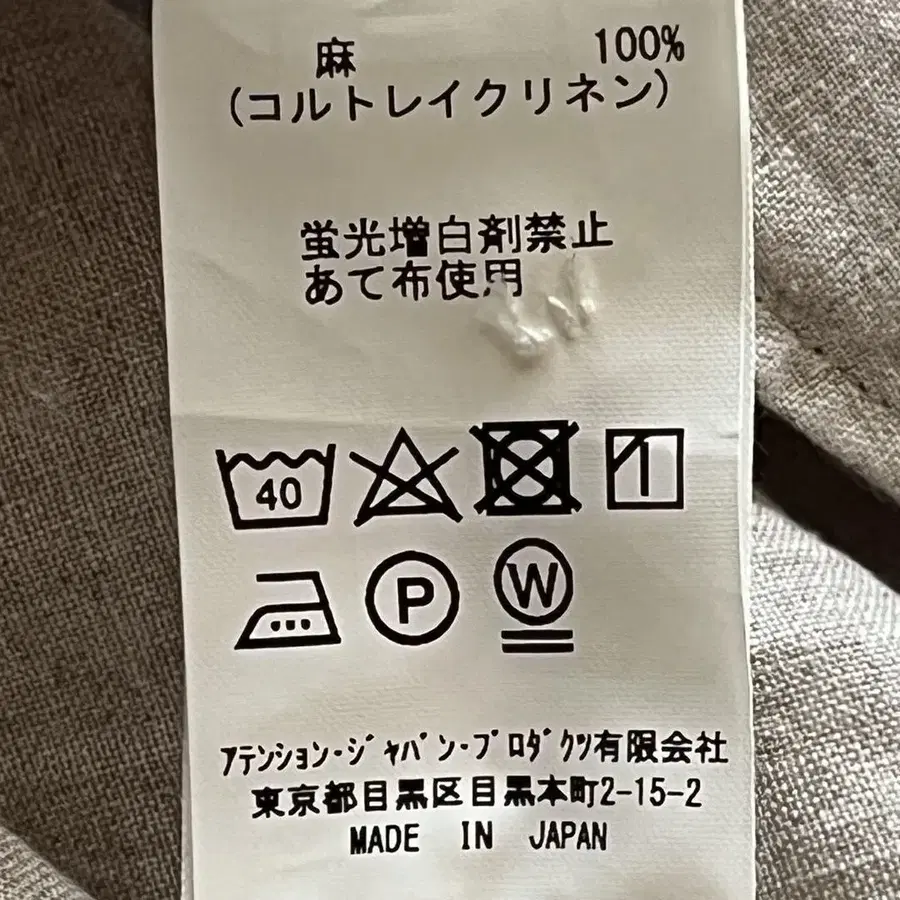 麻 100%
(コルトレイクリネン)
蛍光増白剤禁止
あて布使用
40
P
W
アテンション・ジャパン・プロダクツ有限会社
東京都目黒区目黒本町2-15-2
MADE IN JAPAN